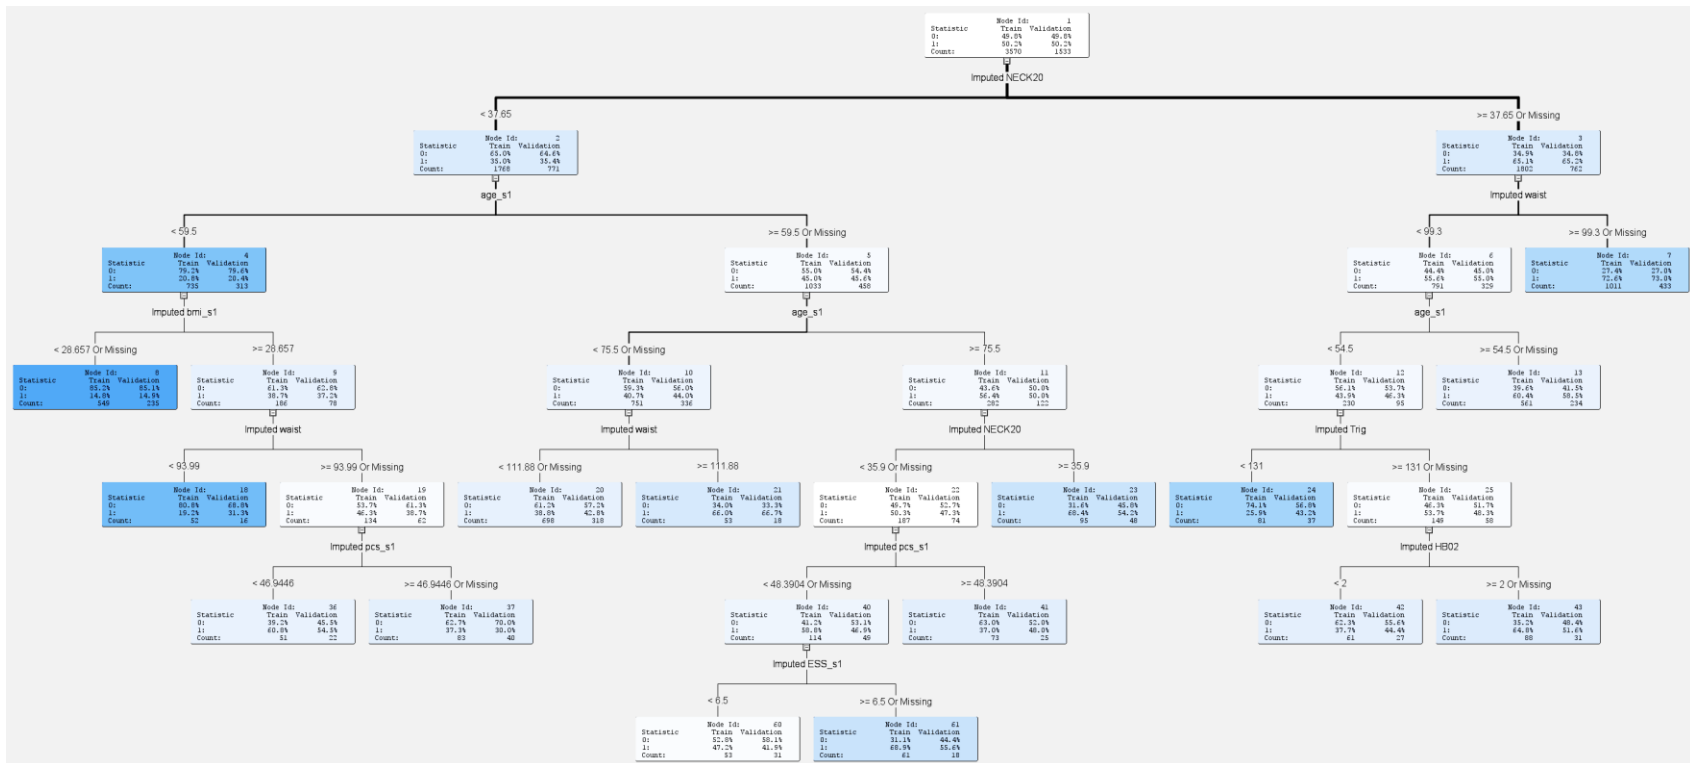 Node Id: 1
Statistic Train Validation
0: 49.8% 49.8%
1: 50.2% 50.2%
Count: 3570 1533
Imputed NECK20
< 37.65
>= 37.65 Or Missing
Node Id: 2
Statistic Train Validation
0: 65.0% 64.6%
1: 35.0% 35.4%
Count: 1768 771
Node Id: 3
Statistic Train Validation
0: 34.9% 34.8%
1: 65.1% 65.2%
Count: 1802 762
age_s1
Imputed waist
< 59.5
>= 59.5 Or Missing
< 99.3
>= 99.3 Or Missing
Node Id: 4
Statistic Train Validation
0: 79.2% 79.6%
1: 20.8% 20.4%
Count: 735 313
Node Id: 5
Statistic Train Validation
0: 55.0% 54.4%
1: 45.0% 45.6%
Count: 1033 458
Node Id: 6
Statistic Train Validation
0: 44.4% 45.0%
1: 55.6% 55.0%
Count: 791 329
Node Id: 7
Statistic Train Validation
0: 27.4%
1: 72.6%
Count: 1011 433
Imputed bmi_s1
age_s1
age_s1
< 28.657 Or Missing
>= 28.657
< 75.5 Or Missing
>= 75.5
< 54.5
>= 54.5 Or Missing
Node Id: 8
Statistic Train Validation
0: 85.2% 85.1%
1: 14.8% 14.9%
Count: 549 235
Node Id: 9
Statistic Train Validation
0: 61.3% 62.8%
1: 38.7% 37.2%
Count: 186 78
Node Id: 10
Statistic Train Validation
0: 59.3% 56.0%
1: 40.7% 44.0%
Count: 751 336
Node Id: 11
Statistic Train Validation
0: 43.6% 50.0%
1: 56.4% 50.0%
Count: 282 122
Node Id: 12
Statistic Train Validation
0: 56.1% 53.7%
1: 43.9% 46.3%
Count: 230 95
Node Id: 13
Statistic Train Validation
0: 39.6% 41.5%
1: 60.4% 58.5%
Count: 561 234
Imputed waist
Imputed waist
Imputed NECK20
Imputed Trig
< 93.99
>= 93.99 Or Missing
< 111.88 Or Missing
>= 111.88
< 35.9 Or Missing
>= 35.9
< 131
>= 131 Or Missing
Node Id: 18
Statistic Train Validation
0: 80.8% 68.8%
1: 19.2% 31.3%
Count: 52 16
Node Id: 19
Statistic Train Validation
0: 53.7% 61.3%
1: 46.3% 38.7%
Count: 134 62
Node Id: 20
Statistic Train Validation
0: 61.2% 57.2%
1: 38.8% 42.8%
Count: 698 318
Node Id: 21
Statistic Train Validation
0: 34.0% 33.3%
1: 66.0% 66.7%
Count: 53 18
Node Id: 22
Statistic Train Validation
0: 49.7% 52.7%
1: 50.3% 47.3%
Count: 187 74
Node Id: 23
Statistic Train Validation
0: 31.6% 45.8%
1: 68.4% 54.2%
Count: 95 48
Node Id: 24
Statistic Train Validation
0: 74.1% 56.8%
1: 25.9% 43.2%
Count: 81 37
Node Id: 25
Statistic Train Validation
0: 46.3% 51.7%
1: 53.7% 48.3%
Count: 149 58
Imputed pcs_s1
Imputed pcs_s1
Imputed HB02
< 46.9446
>= 46.9446 Or Missing
< 48.3904 Or Missing
>= 48.3904
< 2
>= 2 Or Missing
Node Id: 36
Statistic Train Validation
0: 39.2% 45.5%
1: 60.8% 54.5%
Count: 51 22
Node Id: 37
Statistic Train Validation
0: 62.7% 70.0%
1: 37.3% 30.0%
Count: 83 40
Node Id: 40
Statistic Train Validation
0: 41.2% 53.1%
1: 58.8% 46.9%
Count: 114 49
Node Id: 41
Statistic Train Validation
0: 63.0% 52.0%
1: 37.0% 48.0%
Count: 73 25
Node Id: 42
Statistic Train Validation
0: 62.3% 55.6%
1: 37.7% 44.4%
Count: 61 27
Node Id: 43
Statistic Train Validation
0: 35.2% 48.4%
1: 64.8% 51.6%
Count: 88 31
Imputed ESS_s1
< 6.5
>= 6.5 Or Missing
Node Id: 60
Statistic Train Validation
0: 52.8% 58.1%
1: 47.2% 41.9%
Count: 53 31
Node Id: 61
Statistic Train Validation
0: 31.1% 44.4%
1: 68.9% 55.6%
Count: 61 18